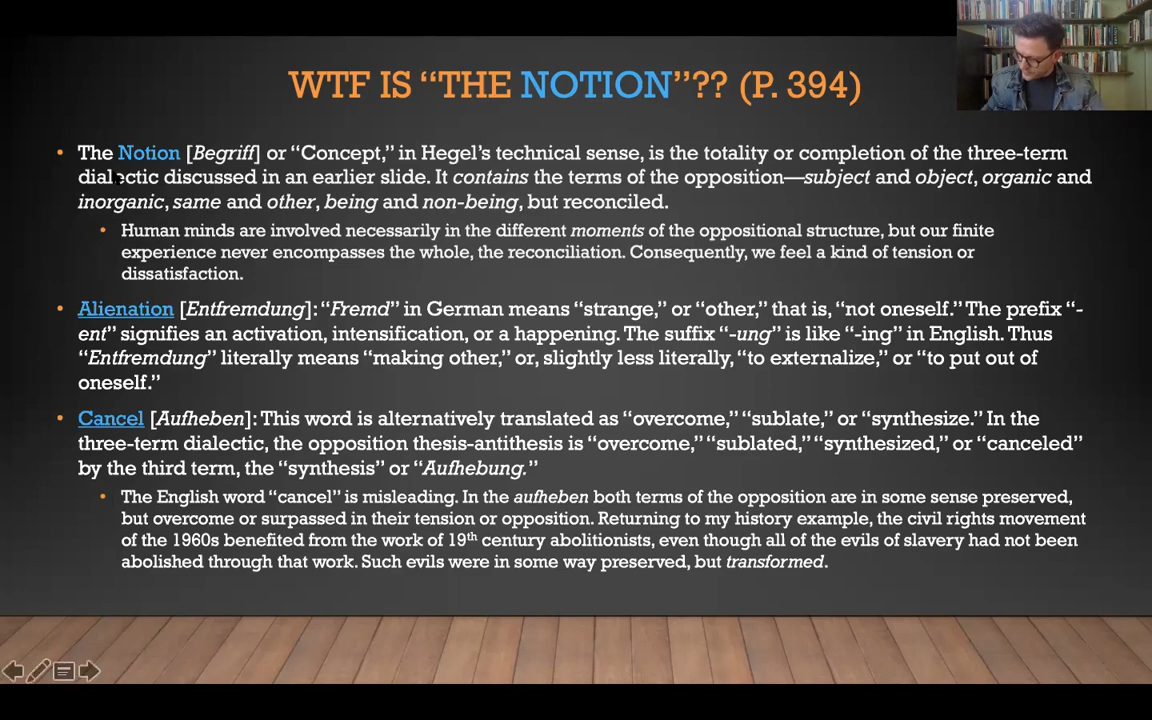 WTF IS “THE NOTION”?? (P. 394)
• The Notion [Begriff] or “Concept,” in Hegel’s technical sense, is the totality or completion of the three-term
dialectic discussed in an earlier slide. It contains the terms of the opposition—subject and object, organic and
inorganic, same and other, being and non-being, but reconciled.
• Human minds are involved necessarily in the different moments of the oppositional structure, but our finite
experience never encompasses the whole, the reconciliation. Consequently, we feel a kind of tension or
dissatisfaction.
• Alienation [Entfremdung]: “Fremd” in German means “strange,” or “other,” that is, “not oneself.” The prefix “-
ent” signifies an activation, intensification, or a happening. The suffix “-ung” is like “-ing” in English. Thus
“Entfremdung” literally means “making other,” or, slightly less literally, “to externalize,” or “to put out of
oneself.”
• Cancel [Aufheben]: This word is alternatively translated as “overcome,” “sublate,” or “synthesize.” In the
three-term dialectic, the opposition thesis-antithesis is “overcome,” “sublated,” “synthesized,” or “canceled”
by the third term, the “synthesis” or “Aufhebung.”
• The English word “cancel” is misleading. In the aufheben both terms of the opposition are in some sense preserved,
but overcome or surpassed in their tension or opposition. Returning to my history example, the civil rights movement
of the 1960s benefited from the work of 19th century abolitionists, even though all of the evils of slavery had not been
abolished through that work. Such evils were in some way preserved, but transformed.